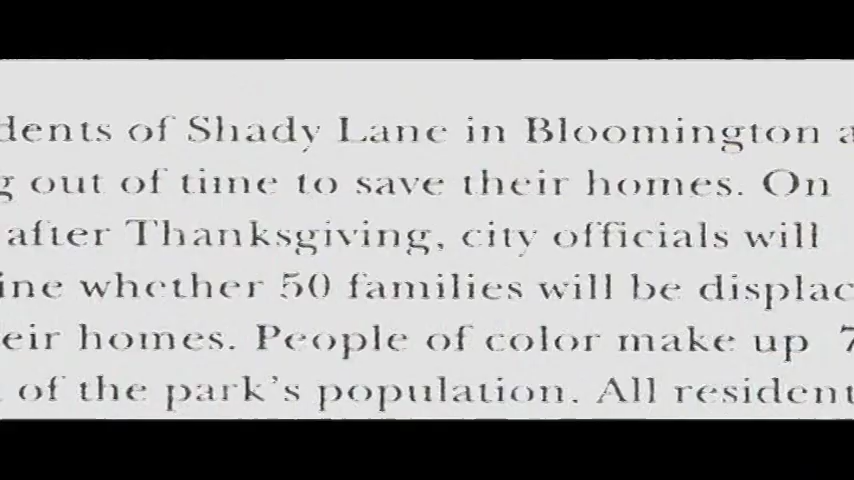 dents of Shady Lane in Bloomington a
g out of time to save their homes. On
after Thanksgiving, city officials will
ine whether 50 families will be displac
eir homes. People of color make up 7
of the park's population. All resident